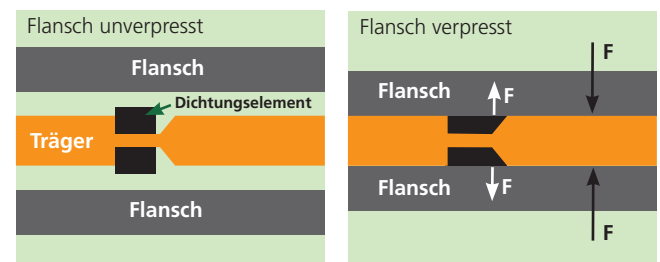 Flansch unverpresst
Flansch
Dichtungselement
Träger
Flansch
Flansch verpresst
F
Flansch
F
Flansch
F
F